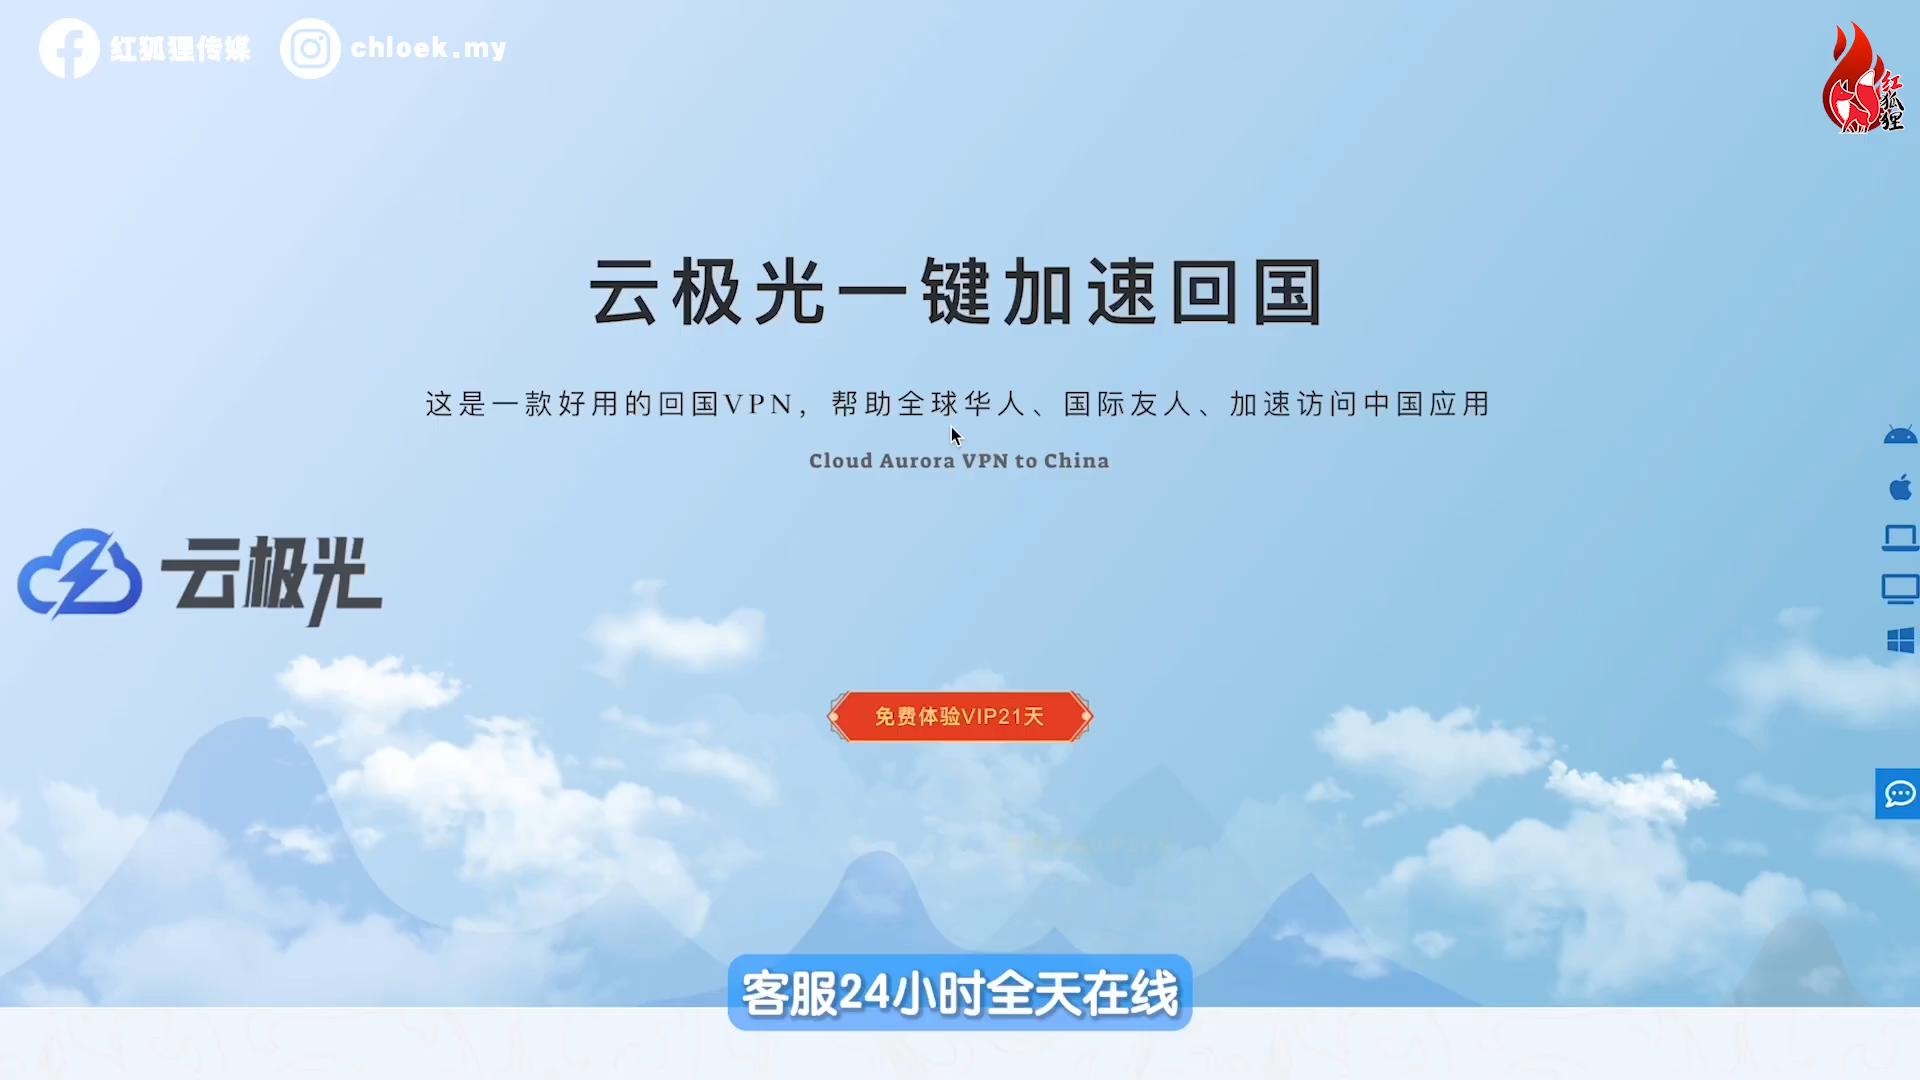 红狐狸传媒
chloek.my
红狐狸
云极光一键加速回国
这是一款好用的回国VPN，帮助全球华人、国际友人、加速访问中国应用
Cloud Aurora VPN to China
云极光
免费体验VIP21天
客服24小时全天在线